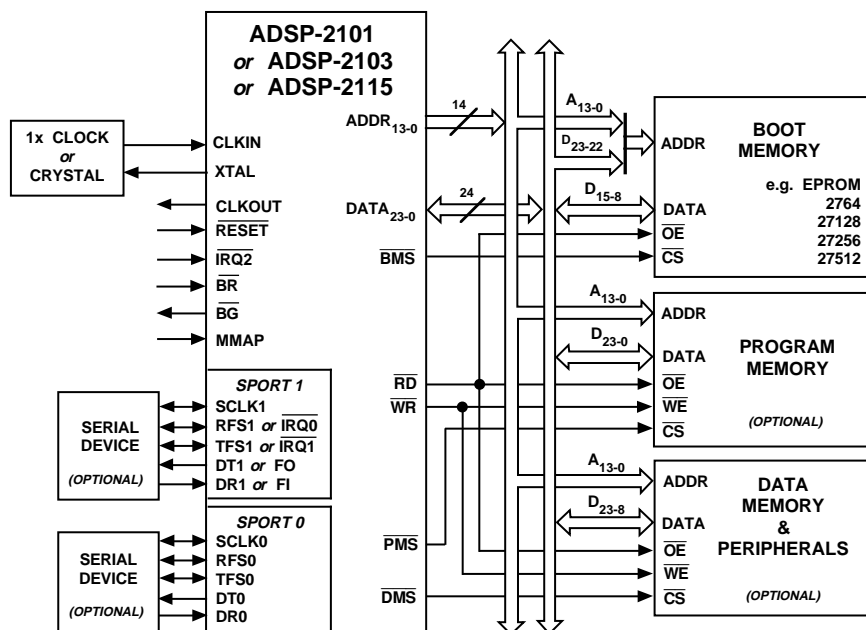 ADSP-2101
or ADSP-2103
or ADSP-2115
1x CLOCK
or
CRYSTAL
CLKIN
XTAL
CLKOUT
RESET
IRQ2
BR
BG
MMAP
ADDR13-0
14
DATA23-0
24
BMS
RD
WR
PMS
DMS
SPORT 1
SCLK1
RFS1 or IRQ0
TFS1 or IRQ1
DT1 or FO
DR1 or FI
SERIAL
DEVICE
(OPTIONAL)
SPORT 0
SCLK0
RFS0
TFS0
DT0
DR0
SERIAL
DEVICE
(OPTIONAL)
A13-0
D23-22
D15-8
ADDR
DATA
OE
CS
BOOT
MEMORY
e.g. EPROM
2764
27128
27256
27512
A13-0
D23-0
ADDR
DATA
OE
WE
CS
PROGRAM
MEMORY
(OPTIONAL)
A13-0
D23-8
ADDR
DATA
OE
WE
CS
DATA
MEMORY
&
PERIPHERALS
(OPTIONAL)